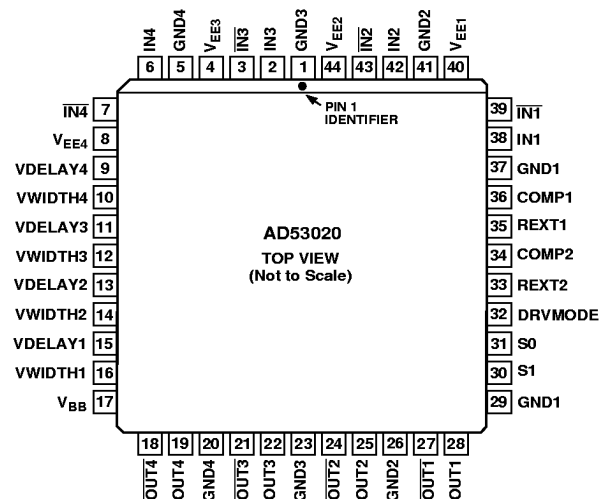 IN4 GND4 VEE3 IN3 IN3 GND3 VEE2 IN2 IN2 GND2 VEE1
6 5 4 3 2 1 44 43 42 41 40
PIN 1
IDENTIFIER
IN4 7
VEE4 8
VDELAY4 9
VWIDTH4 10
VDELAY3 11
VWIDTH3 12
VDELAY2 13
VWIDTH2 14
VDELAY1 15
VWIDTH1 16
VBB 17
AD53020
TOP VIEW
(Not to Scale)
39 IN1
38 IN1
37 GND1
36 COMP1
35 REXT1
34 COMP2
33 REXT2
32 DRVMODE
31 S0
30 S1
29 GND1
18 19 20 21 22 23 24 25 26 27 28
OUT4 OUT4 GND4 OUT3 OUT3 GND3 OUT2 OUT2 GND2 OUT1 OUT1